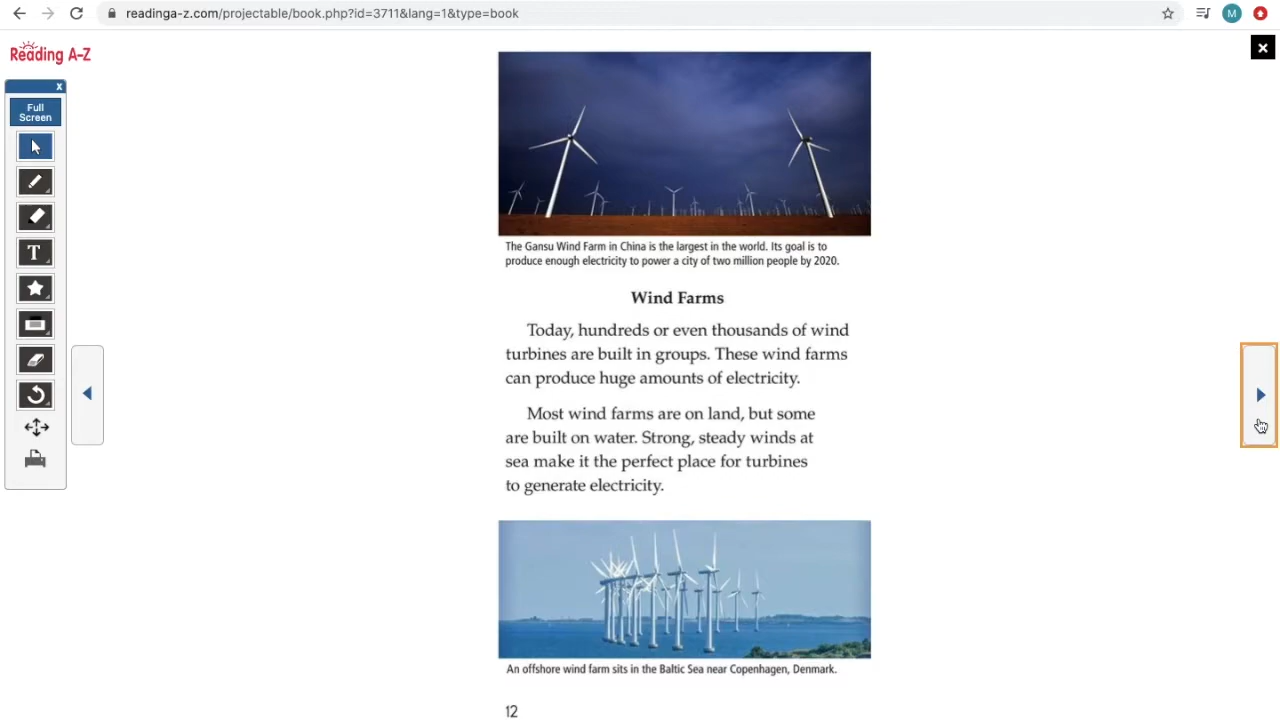 readinga-z.com/projectable/book.php?id=3711&lang=1&type=book
M
Reading A-Z
x
Full
Screen
T
The Gansu Wind Farm in China is the largest in the world. Its goal is to
produce enough electricity to power a city of two million people by 2020.
Wind Farms
Today, hundreds or even thousands of wind
turbines are built in groups. These wind farms
can produce huge amounts of electricity.
Most wind farms are on land, but some
are built on water. Strong, steady winds at
sea make it the perfect place for turbines
to generate electricity.
An offshore wind farm sits in the Baltic Sea near Copenhagen, Denmark.
12